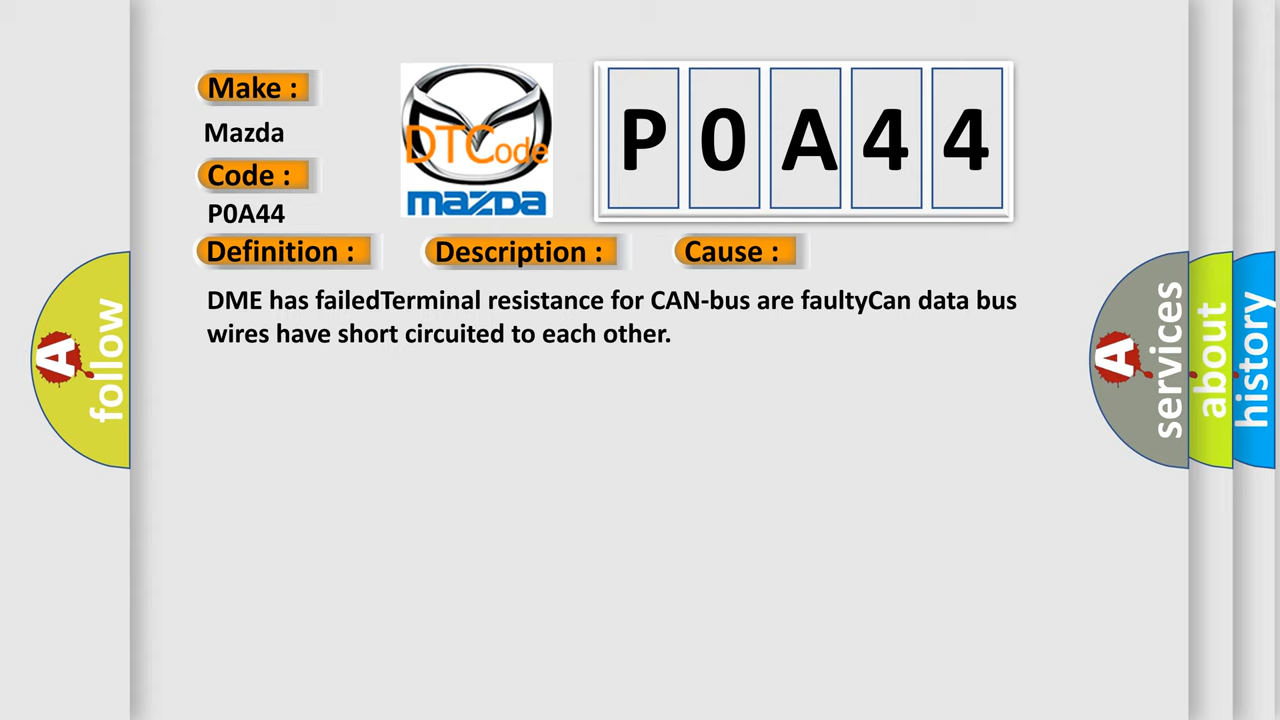 Make :
Mazda
Code :
P0A44
DTCode
mazda
P 0 A 4 4
Definition :
Description :
Cause :
DME has failedTerminal resistance for CAN-bus are faultyCan data bus
wires have short circuited to each other.
A follow
A services
about
history